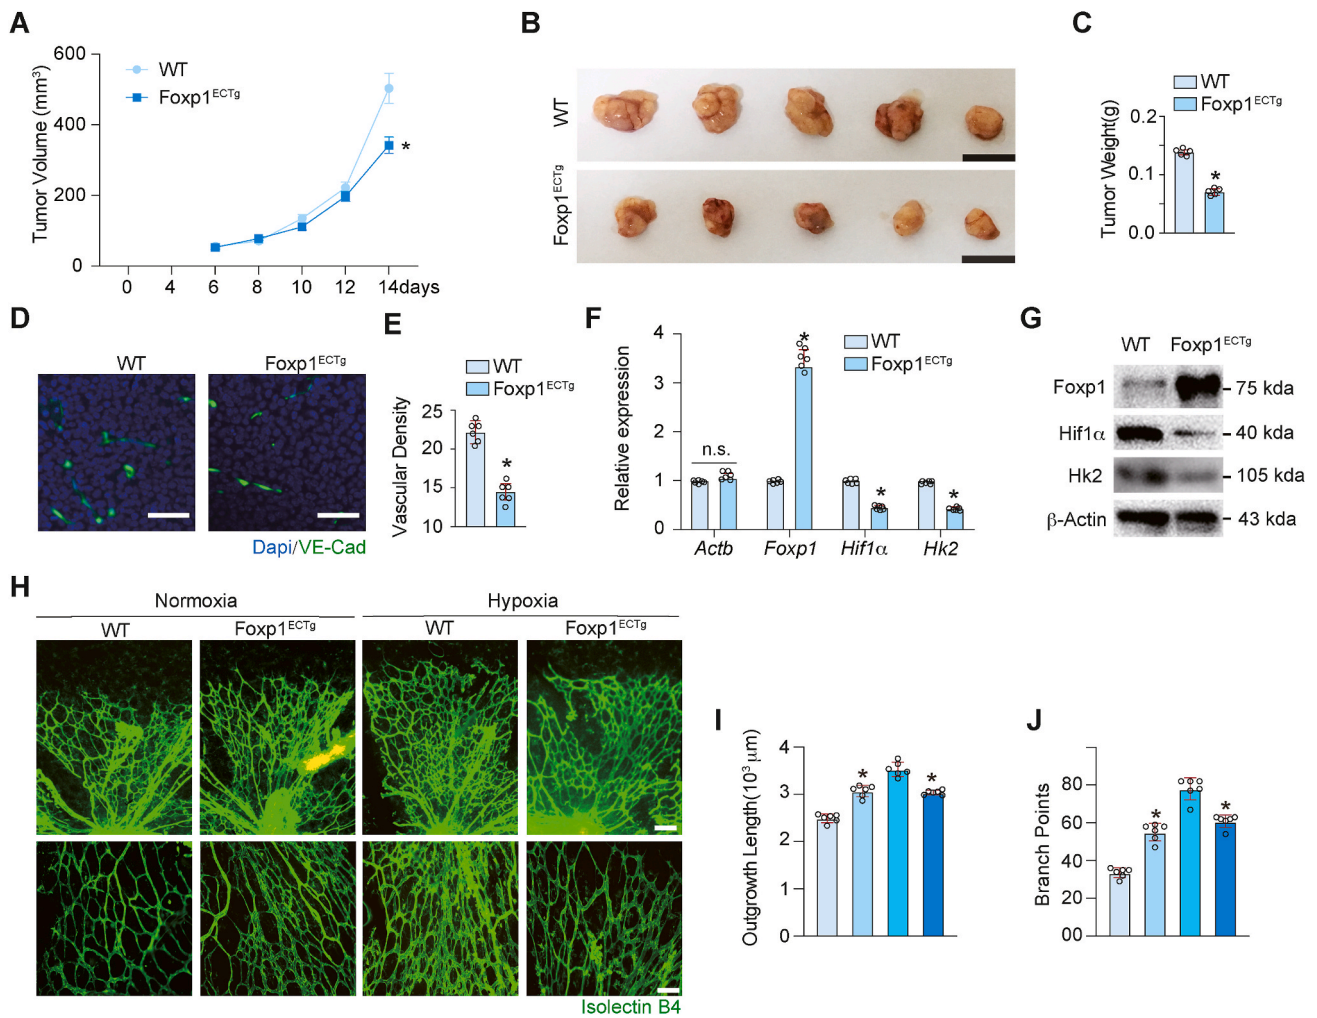 A
600
400
200
0
Tumor Volume (mm³)
WT
Foxp1ECTg
*
0 4 6 8 10 12 14days
B
WT
Foxp1ECTg
C
WT
Foxp1ECTg
0.2
0.1
0.0
Tumor Weight(g)
*
D
WT Foxp1ECTg
Dapi/VE-Cad
E
WT
Foxp1ECTg
25
20
15
10
Vascular Density
*
F
4
3
2
1
0
Relative expression
WT
Foxp1ECTg
n.s.
*
*
*
Actb Foxp1 Hif1α Hk2
G
WT Foxp1ECTg
Foxp1 75 kda
Hif1α 40 kda
Hk2 105 kda
β-Actin 43 kda
H
Normoxia Hypoxia
WT Foxp1ECTg WT Foxp1ECTg
Isolectin B4
I
4
3
2
1
0
Outgrowth Length(10³ μm)
*
*
J
80
60
40
20
00
Branch Points
*
*